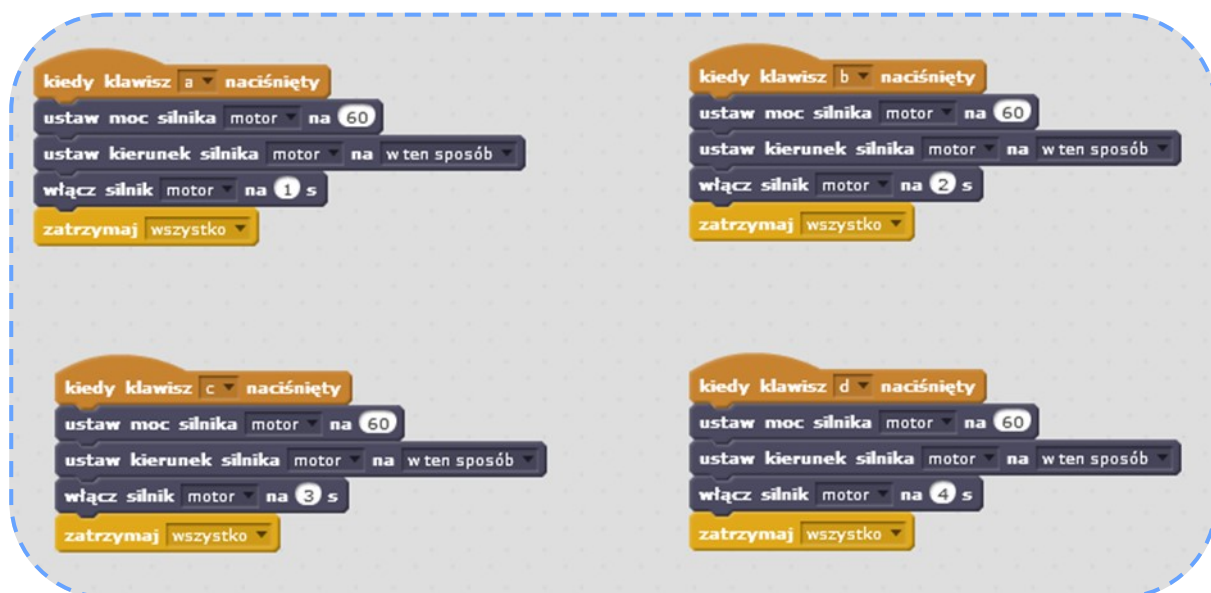 kiedy klawisz a naciśnięty
ustaw moc silnika motor na 60
ustaw kierunek silnika motor na w ten sposób
włącz silnik motor na 1 s
zatrzymaj wszystko
kiedy klawisz b naciśnięty
ustaw moc silnika motor na 60
ustaw kierunek silnika motor na w ten sposób
włącz silnik motor na 2 s
zatrzymaj wszystko
kiedy klawisz c naciśnięty
ustaw moc silnika motor na 60
ustaw kierunek silnika motor na w ten sposób
włącz silnik motor na 3 s
zatrzymaj wszystko
kiedy klawisz d naciśnięty
ustaw moc silnika motor na 60
ustaw kierunek silnika motor na w ten sposób
włącz silnik motor na 4 s
zatrzymaj wszystko